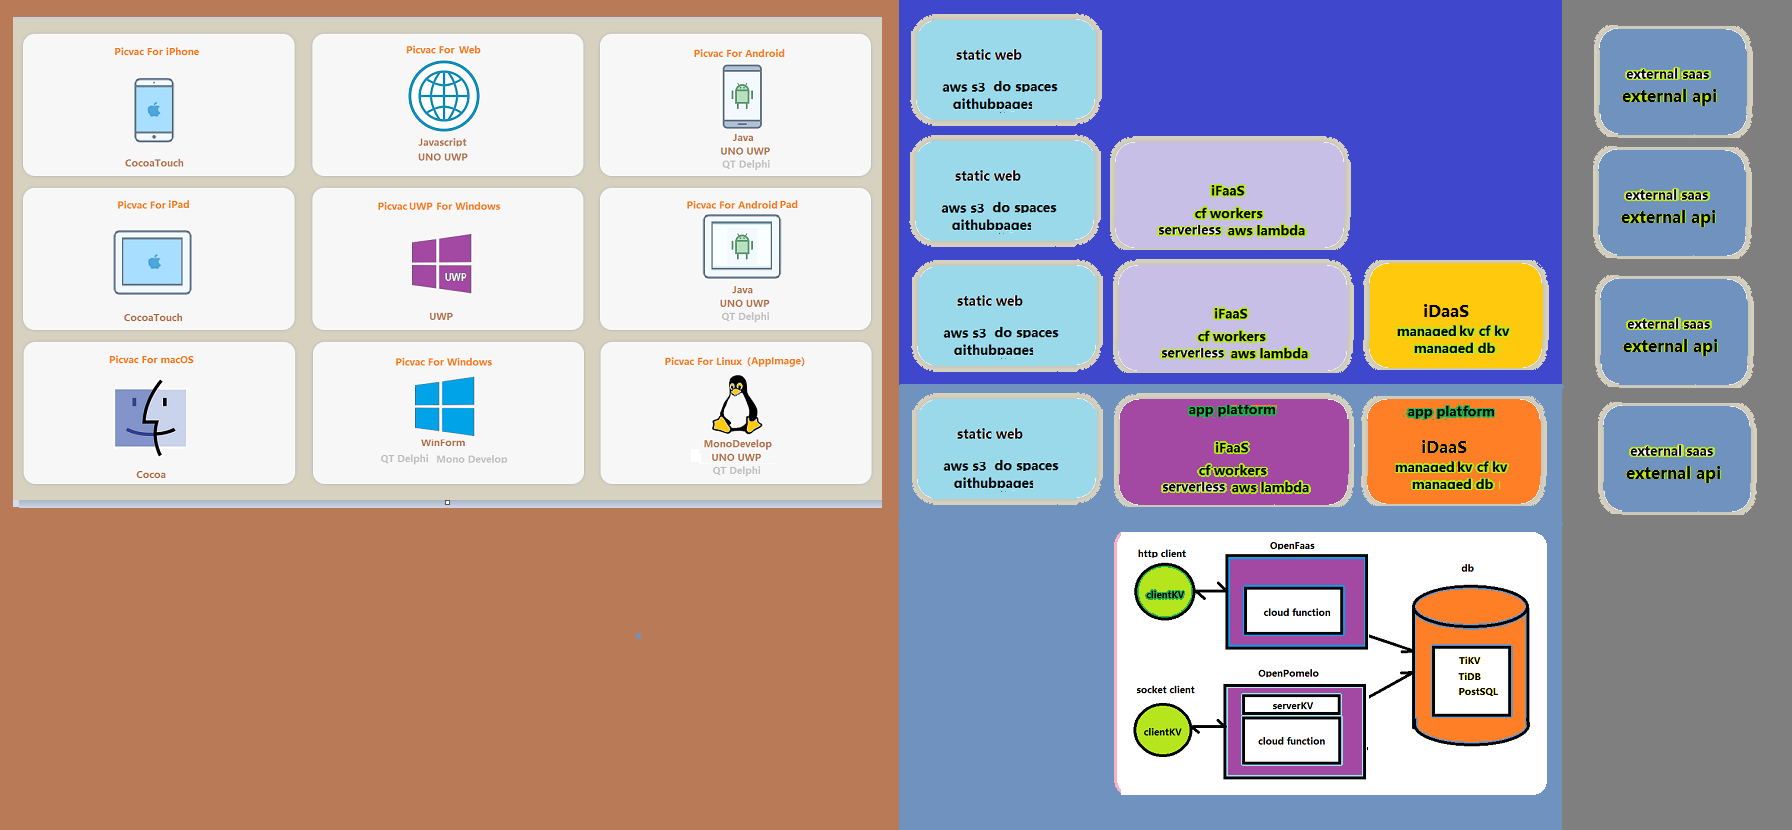 Picvac For iPhone
CocoaTouch
Picvac For Web
Javascript
UNO UWP
Picvac For Android
Java
UNO UWP
QT Delphi
Picvac For iPad
CocoaTouch
Picvac UWP For Windows
UWP
UWP
Picvac For Android Pad
Java
UNO UWP
QT Delphi
Picvac For macOS
Cocoa
Picvac For Windows
WinForm
QT Delphi Mono Develop
Picvac For Linux (AppImage)
MonoDevelop
UNO UWP
QT Delphi
static web
aws s3 do spaces
githubpages
external saas
external api
static web
aws s3 do spaces
githubpages
iFaaS
cf workers
serverless aws lambda
external saas
external api
static web
aws s3 do spaces
githubpages
iFaaS
cf workers
serverless aws lambda
iDaaS
managed kv cf kv
managed db
external saas
external api
static web
aws s3 do spaces
githubpages
app platform
iFaaS
cf workers
serverless aws lambda
app platform
iDaaS
managed kv cf kv
managed db
external saas
external api
http client
clientKV
OpenFaas
cloud function
db
TiKV
TiDB
PostSQL
socket client
clientKV
OpenPomelo
serverKV
cloud function